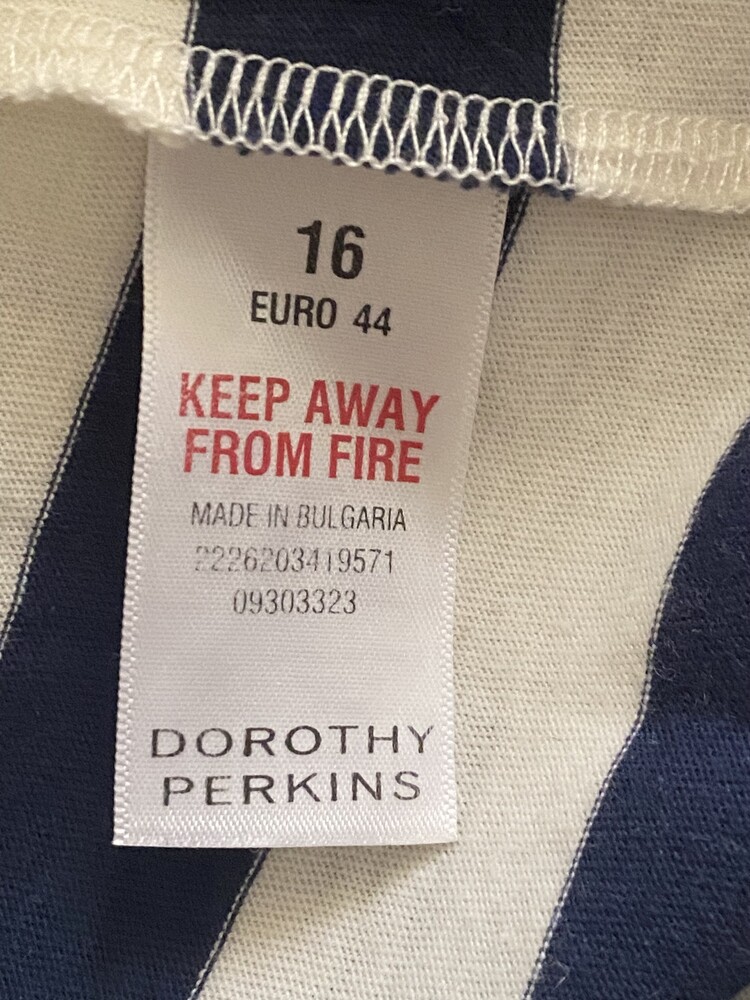 16
EURO 44
KEEP AWAY
FROM FIRE
MADE IN BULGARIA
2226203419571
09303323
DOROTHY
PERKINS